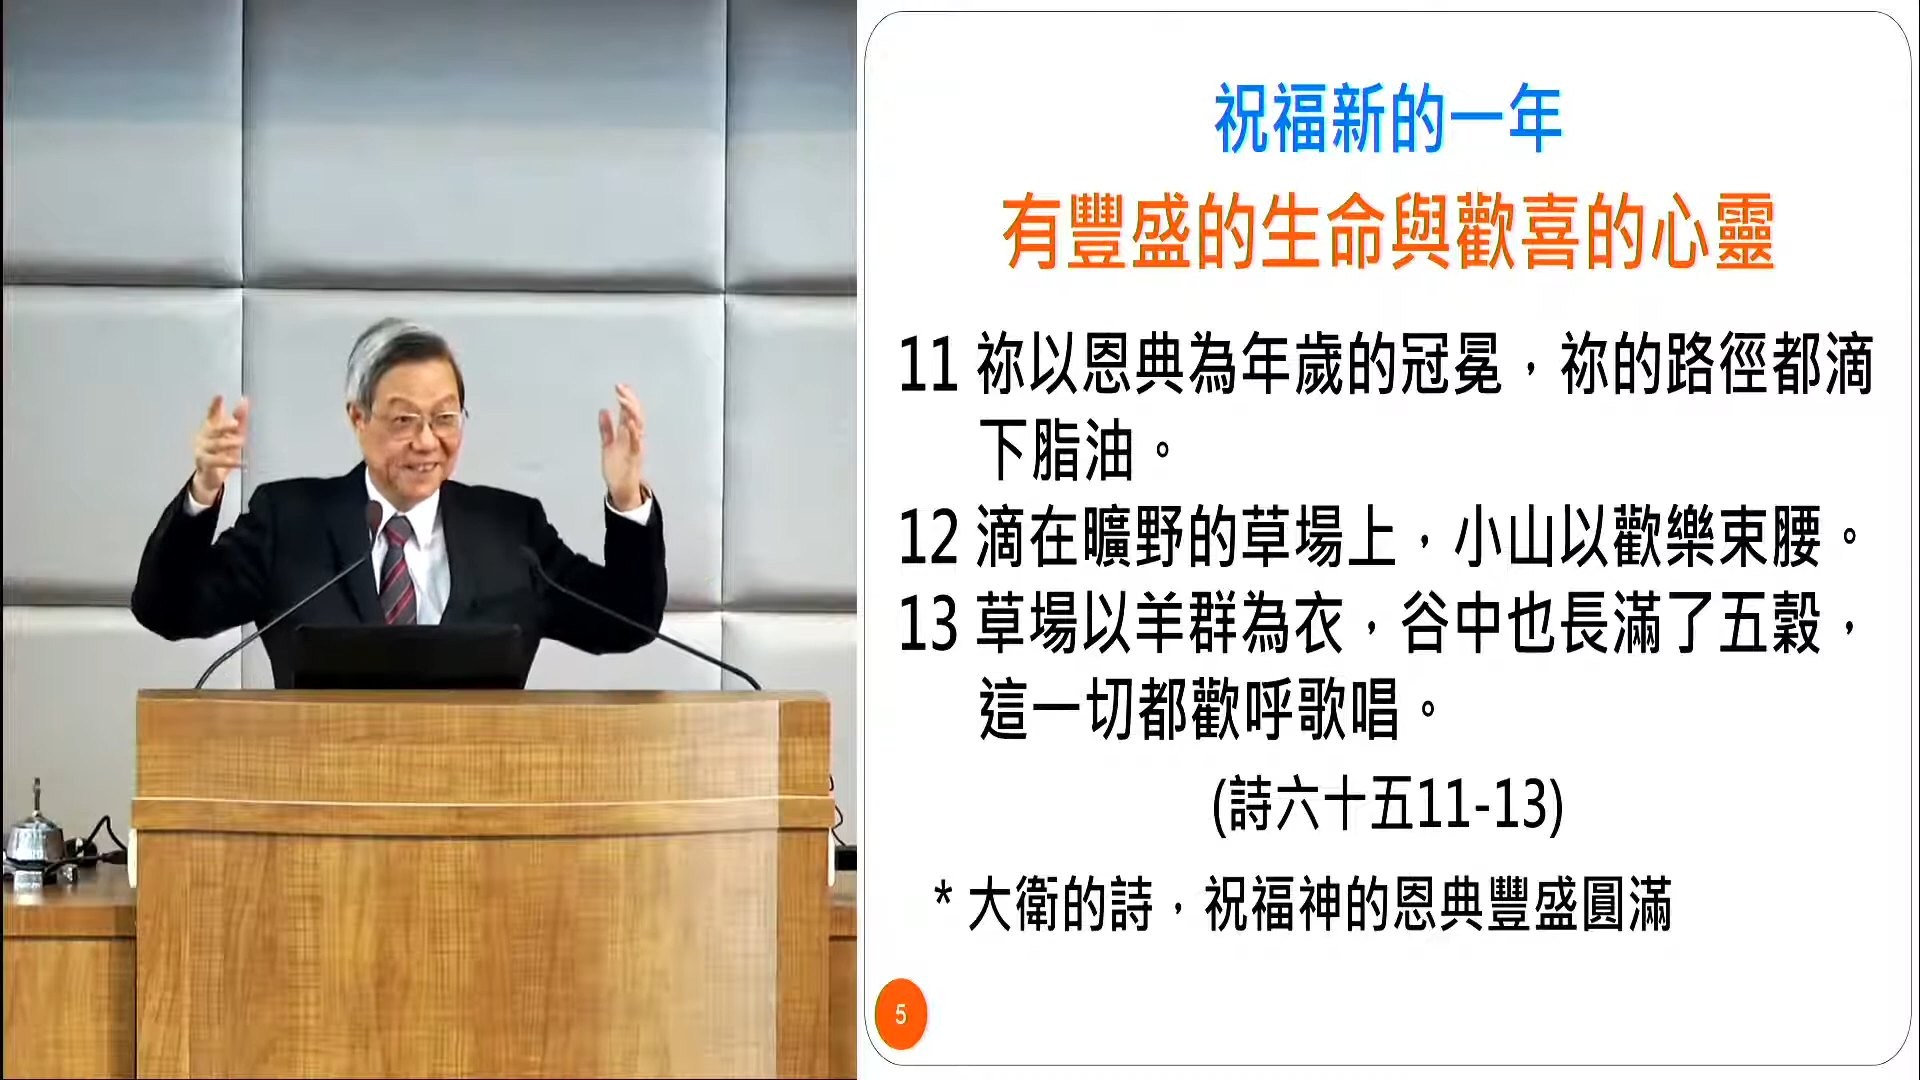 祝福新的一年
有豐盛的生命與歡喜的心靈
11 祢以恩典為年歲的冠冕，祢的路徑都滴
下脂油。
12 滴在曠野的草場上，小山以歡樂束腰。
13 草場以羊群為衣，谷中也長滿了五穀，
這一切都歡呼歌唱。
(詩六十五11-13)
* 大衛的詩，祝福神的恩典豐盛圓滿
5